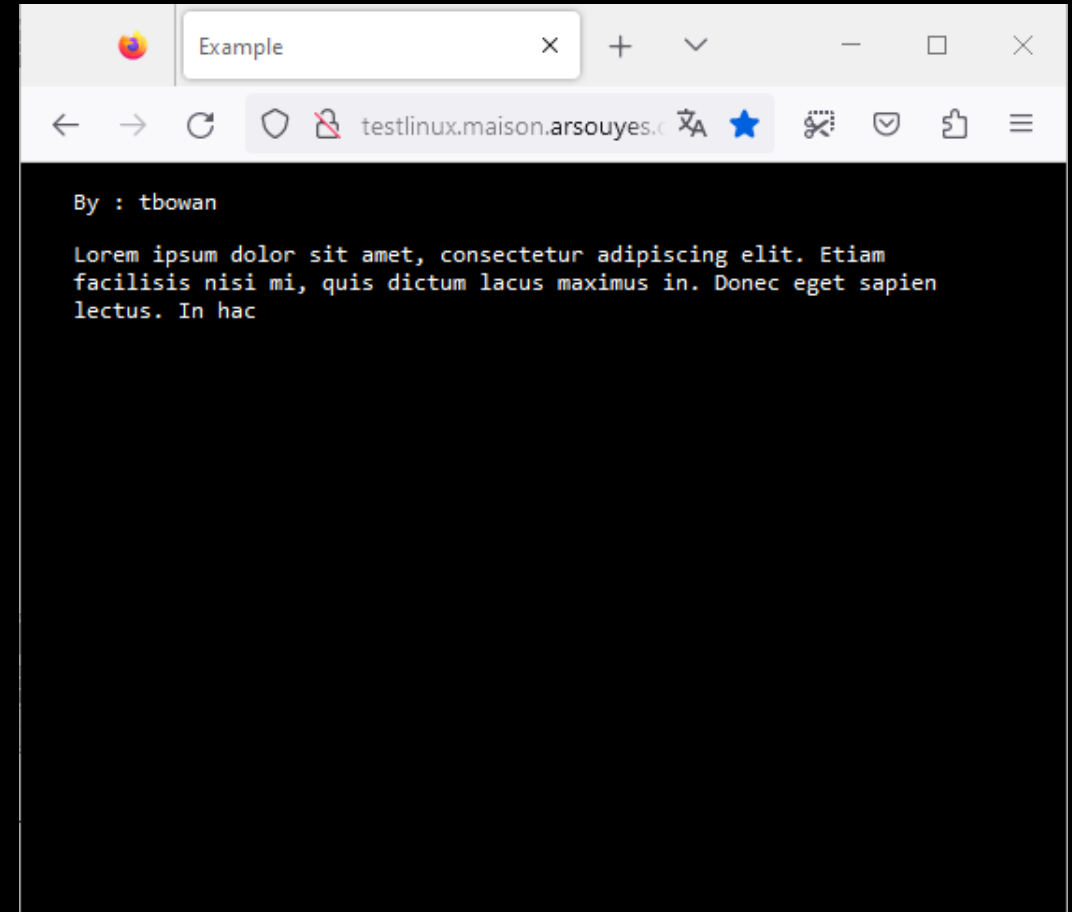 Example
testlinux.maison.arsouyes.
By : tbowan
Lorem ipsum dolor sit amet, consectetur adipiscing elit. Etiam
facilisis nisi mi, quis dictum lacus maximus in. Donec eget sapien
lectus. In hac